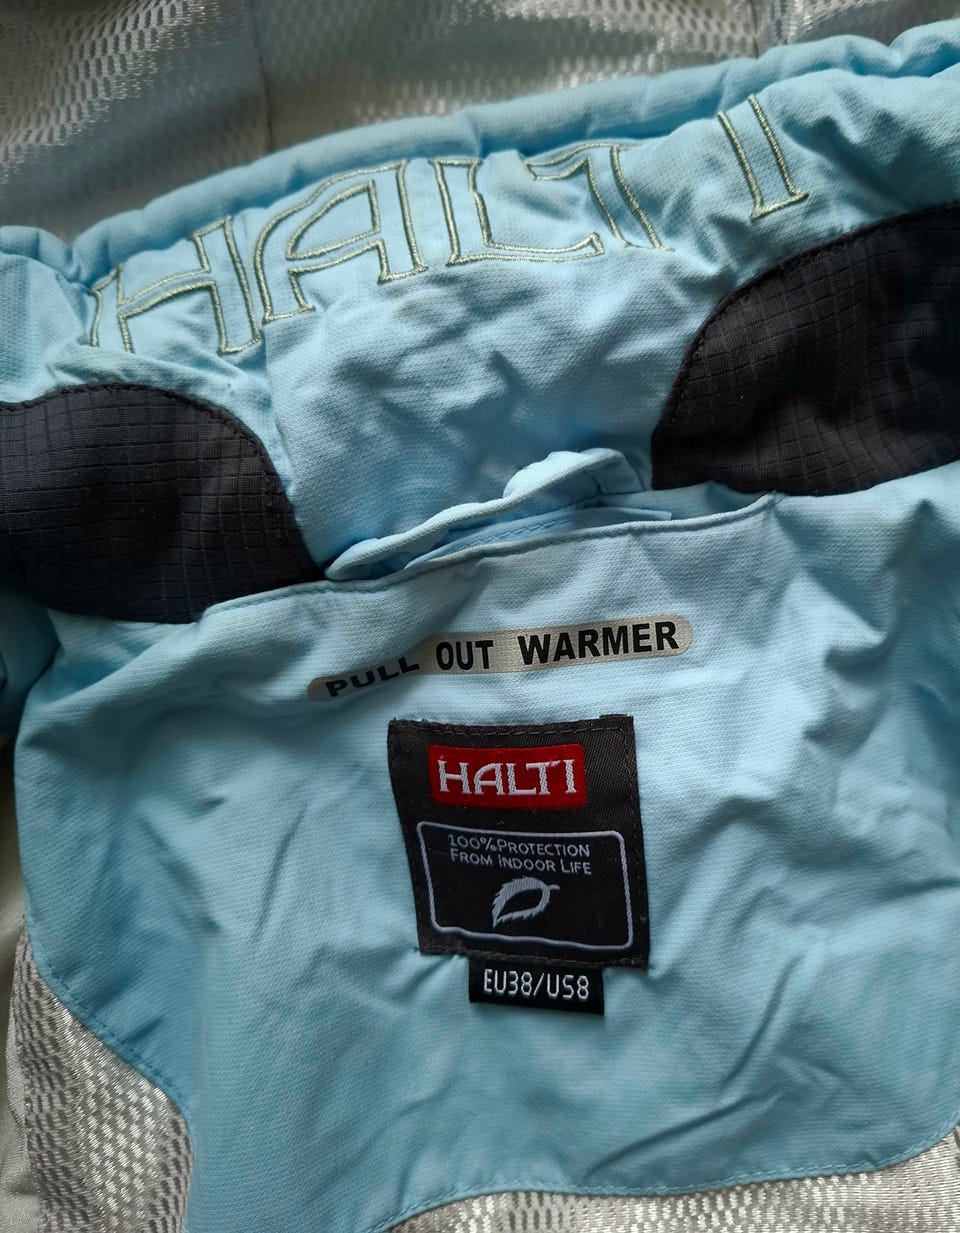 HALTI
PULL OUT WARMER
HALTI
100% PROTECTION
FROM INDOOR LIFE
EU38/US8